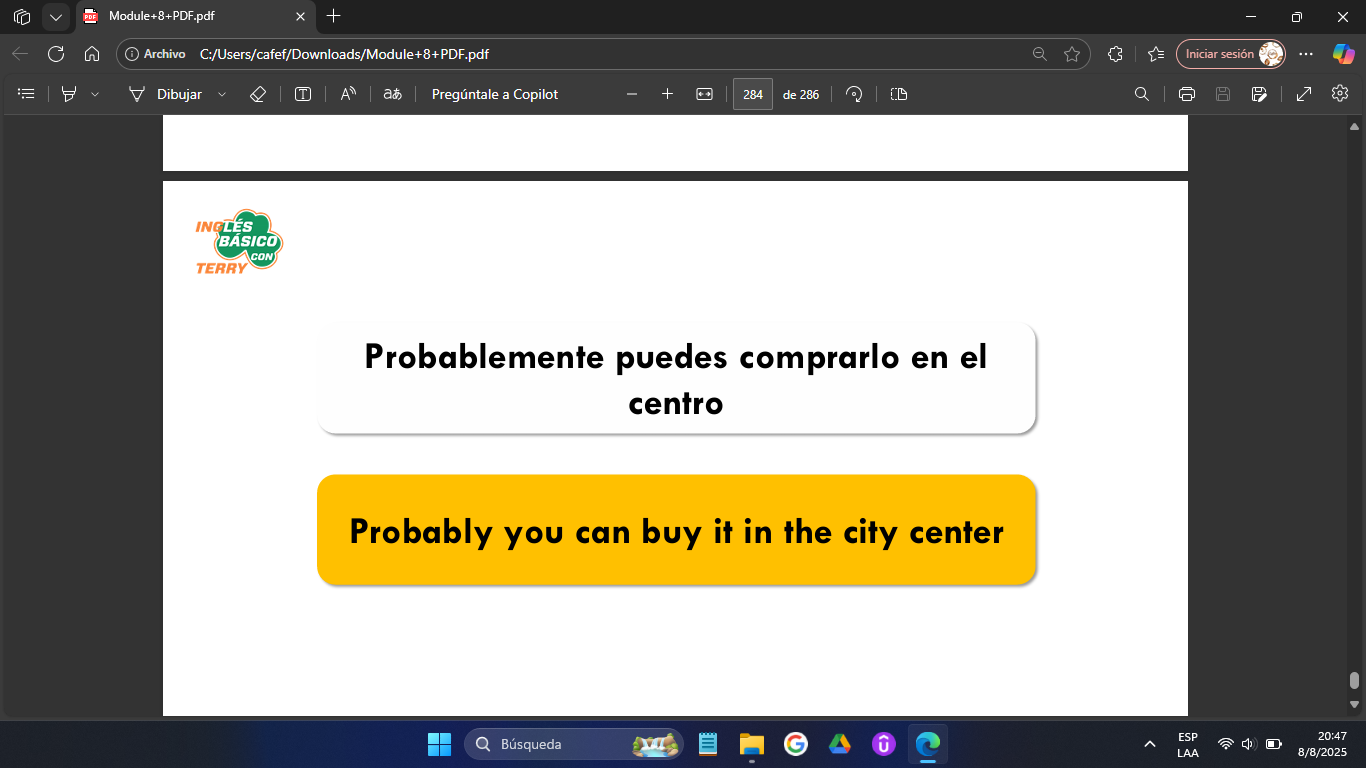 Module+8+PDF.pdf
Archivo C:/Users/cafef/Downloads/Module+8+PDF.pdf Iniciar sesión
Dibujar Pregúntale a Copilot 284 de 286
INGLÉS
BÁSICO
CON
TERRY
Probablemente puedes comprarlo en el
centro
Probably you can buy it in the city center
Búsqueda
ESP
LAA
20:47
8/8/2025